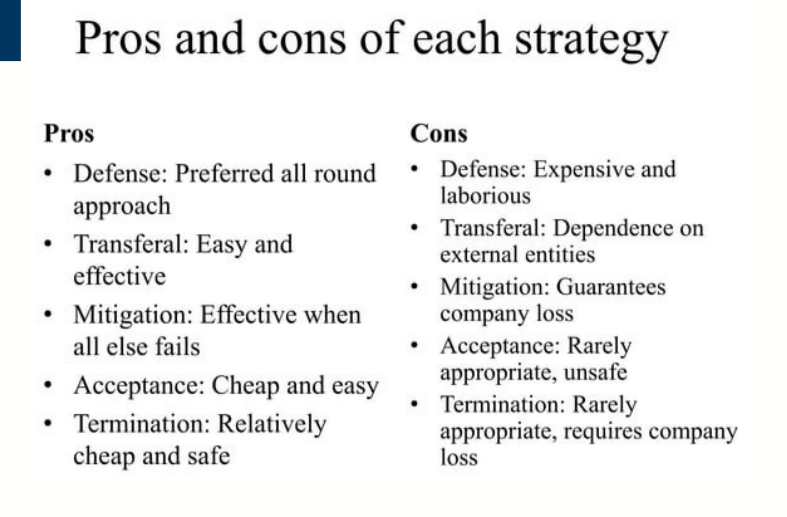 Pros and cons of each strategy
Pros
• Defense: Preferred all round
approach
• Transferal: Easy and
effective
• Mitigation: Effective when
all else fails
• Acceptance: Cheap and easy
• Termination: Relatively
cheap and safe
Cons
• Defense: Expensive and
laborious
• Transferal: Dependence on
external entities
• Mitigation: Guarantees
company loss
• Acceptance: Rarely
appropriate, unsafe
• Termination: Rarely
appropriate, requires company
loss